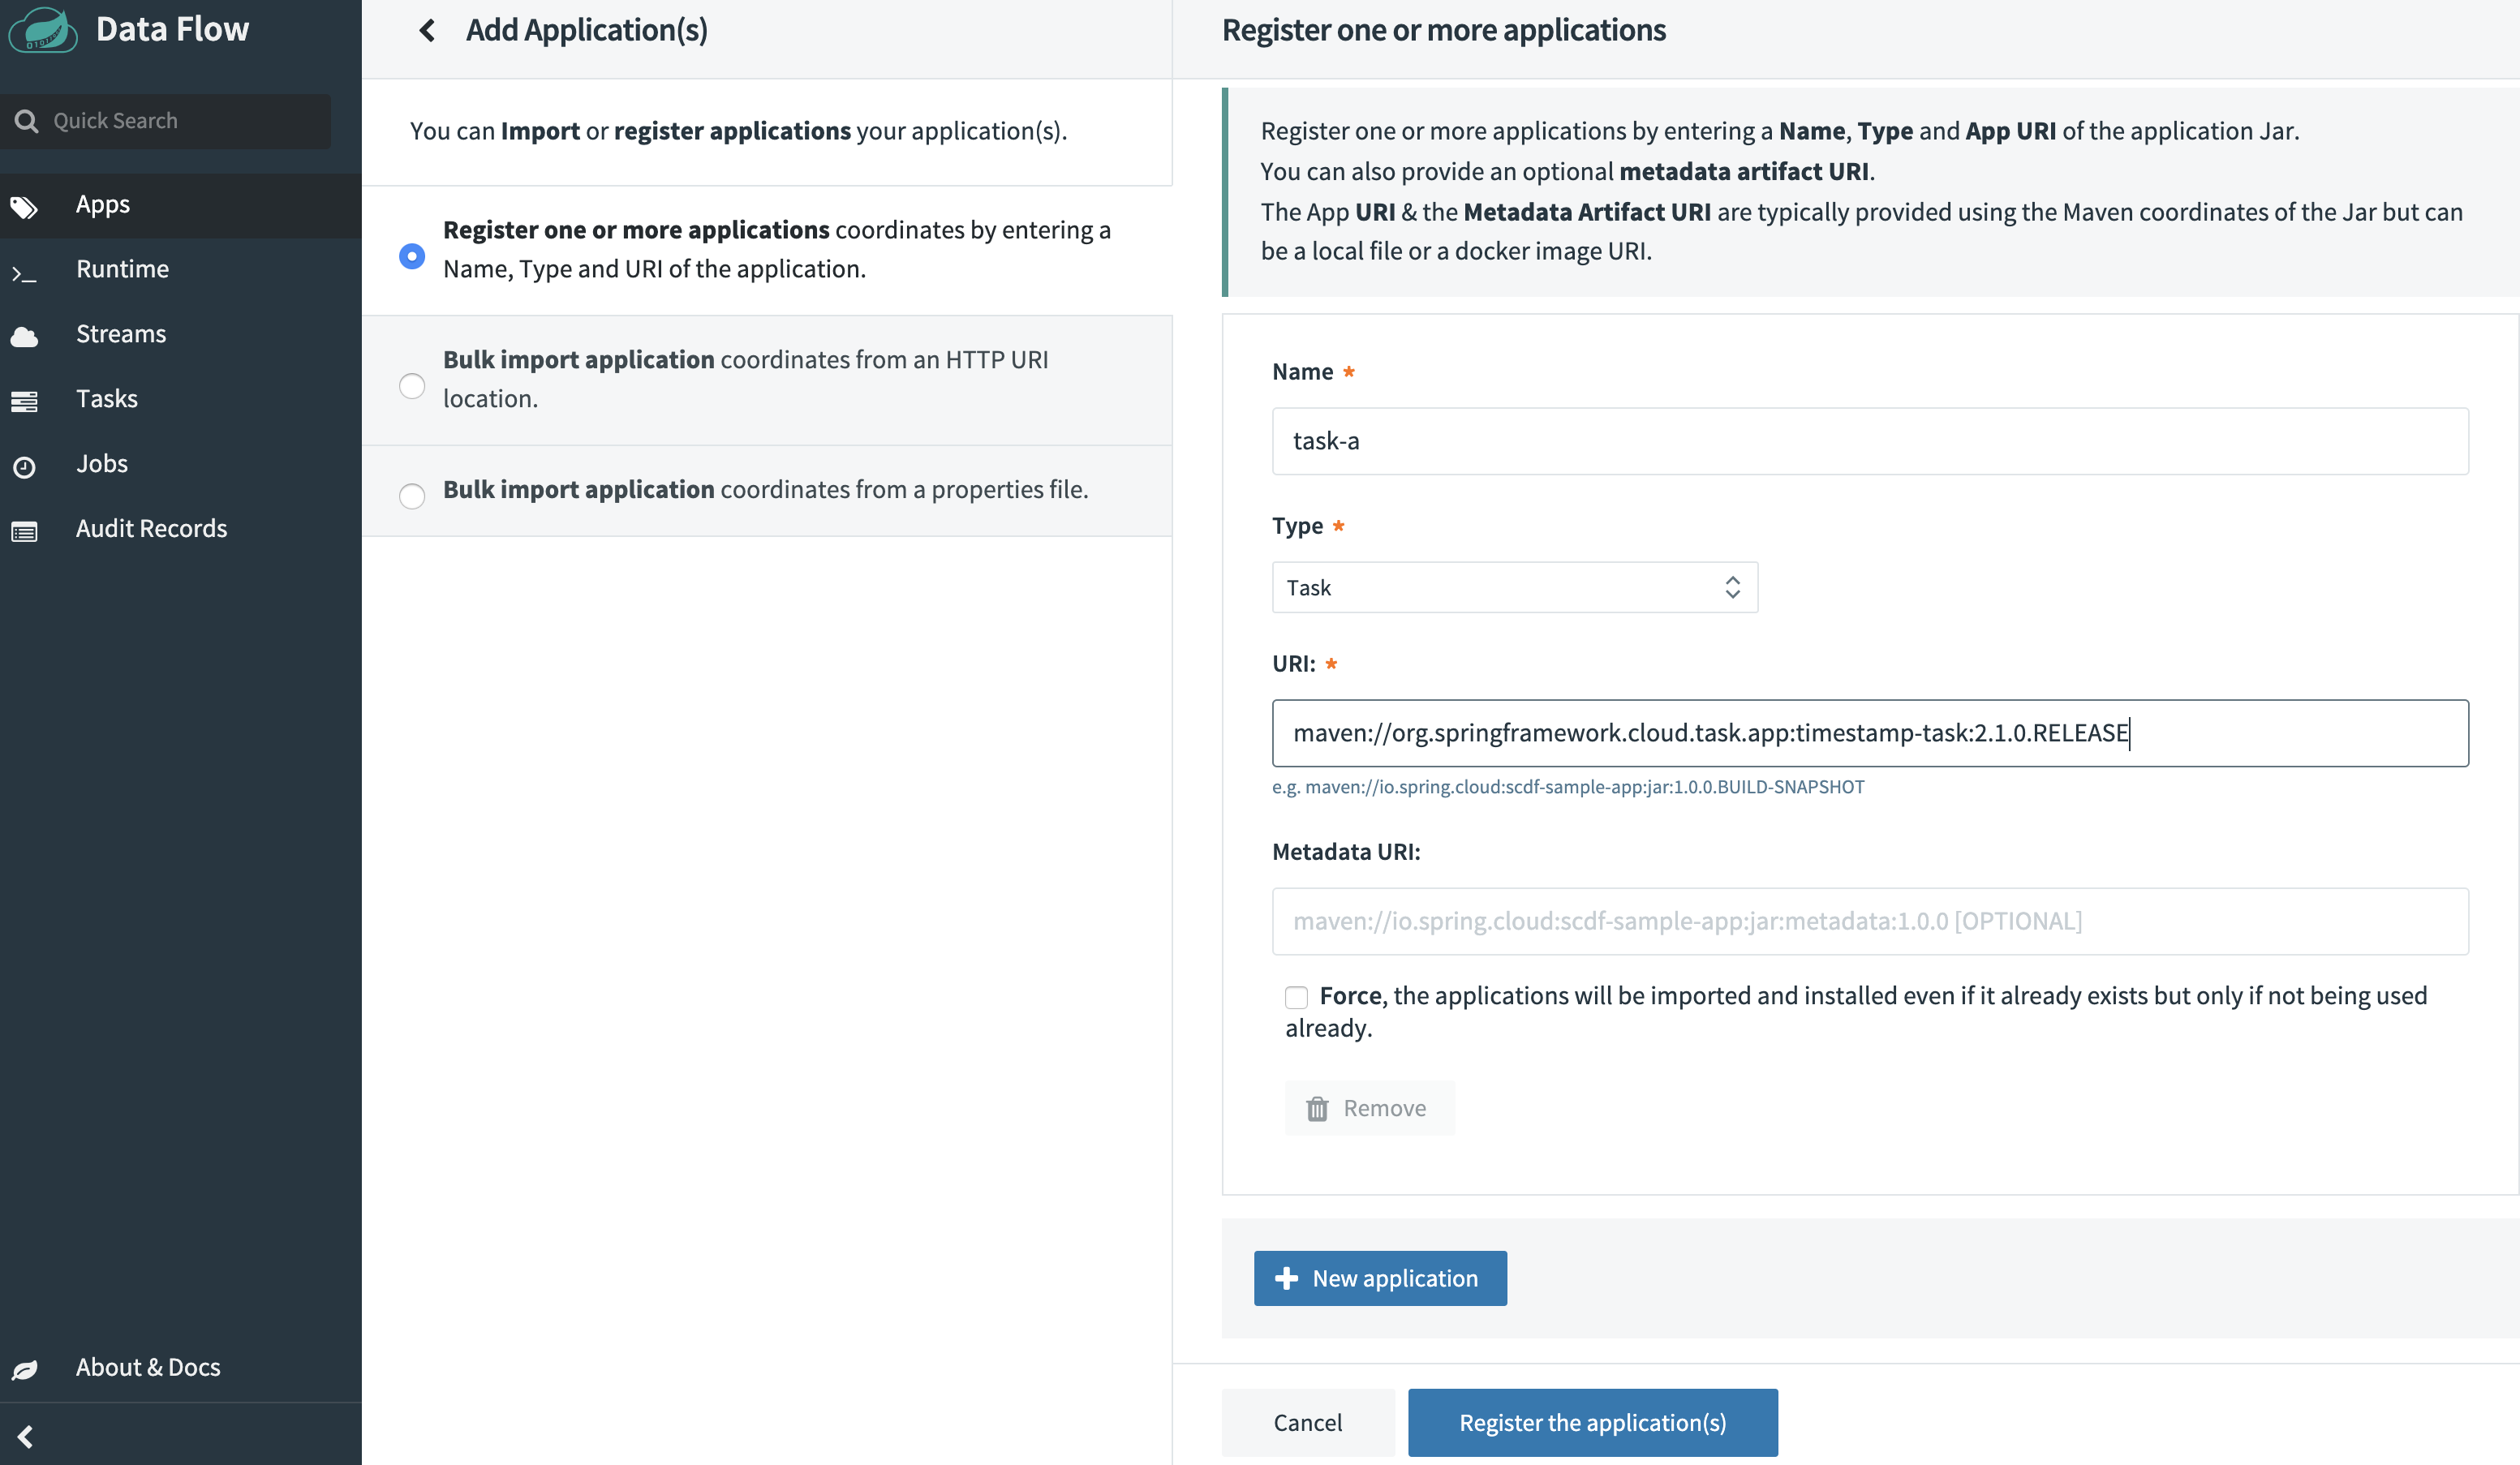 Data Flow
Quick Search
Apps
Runtime
Streams
Tasks
Jobs
Audit Records
About & Docs
Add Application(s)
You can Import or register applications your application(s).
Register one or more applications coordinates by entering a
Name, Type and URI of the application.
Bulk import application coordinates from an HTTP URI
location.
Bulk import application coordinates from a properties file.
Register one or more applications
Register one or more applications by entering a Name, Type and App URI of the application Jar.
You can also provide an optional metadata artifact URI.
The App URI & the Metadata Artifact URI are typically provided using the Maven coordinates of the Jar but can
be a local file or a docker image URI.
Name *
task-a
Type *
Task
URI: *
maven://org.springframework.cloud.task.app:timestamp-task:2.1.0.RELEASE
e.g. maven://io.spring.cloud:scdf-sample-app:jar:1.0.0.BUILD-SNAPSHOT
Metadata URI:
maven://io.spring.cloud:scdf-sample-app:jar:metadata:1.0.0 [OPTIONAL]
Force, the applications will be imported and installed even if it already exists but only if not being used
already.
Remove
New application
Cancel
Register the application(s)